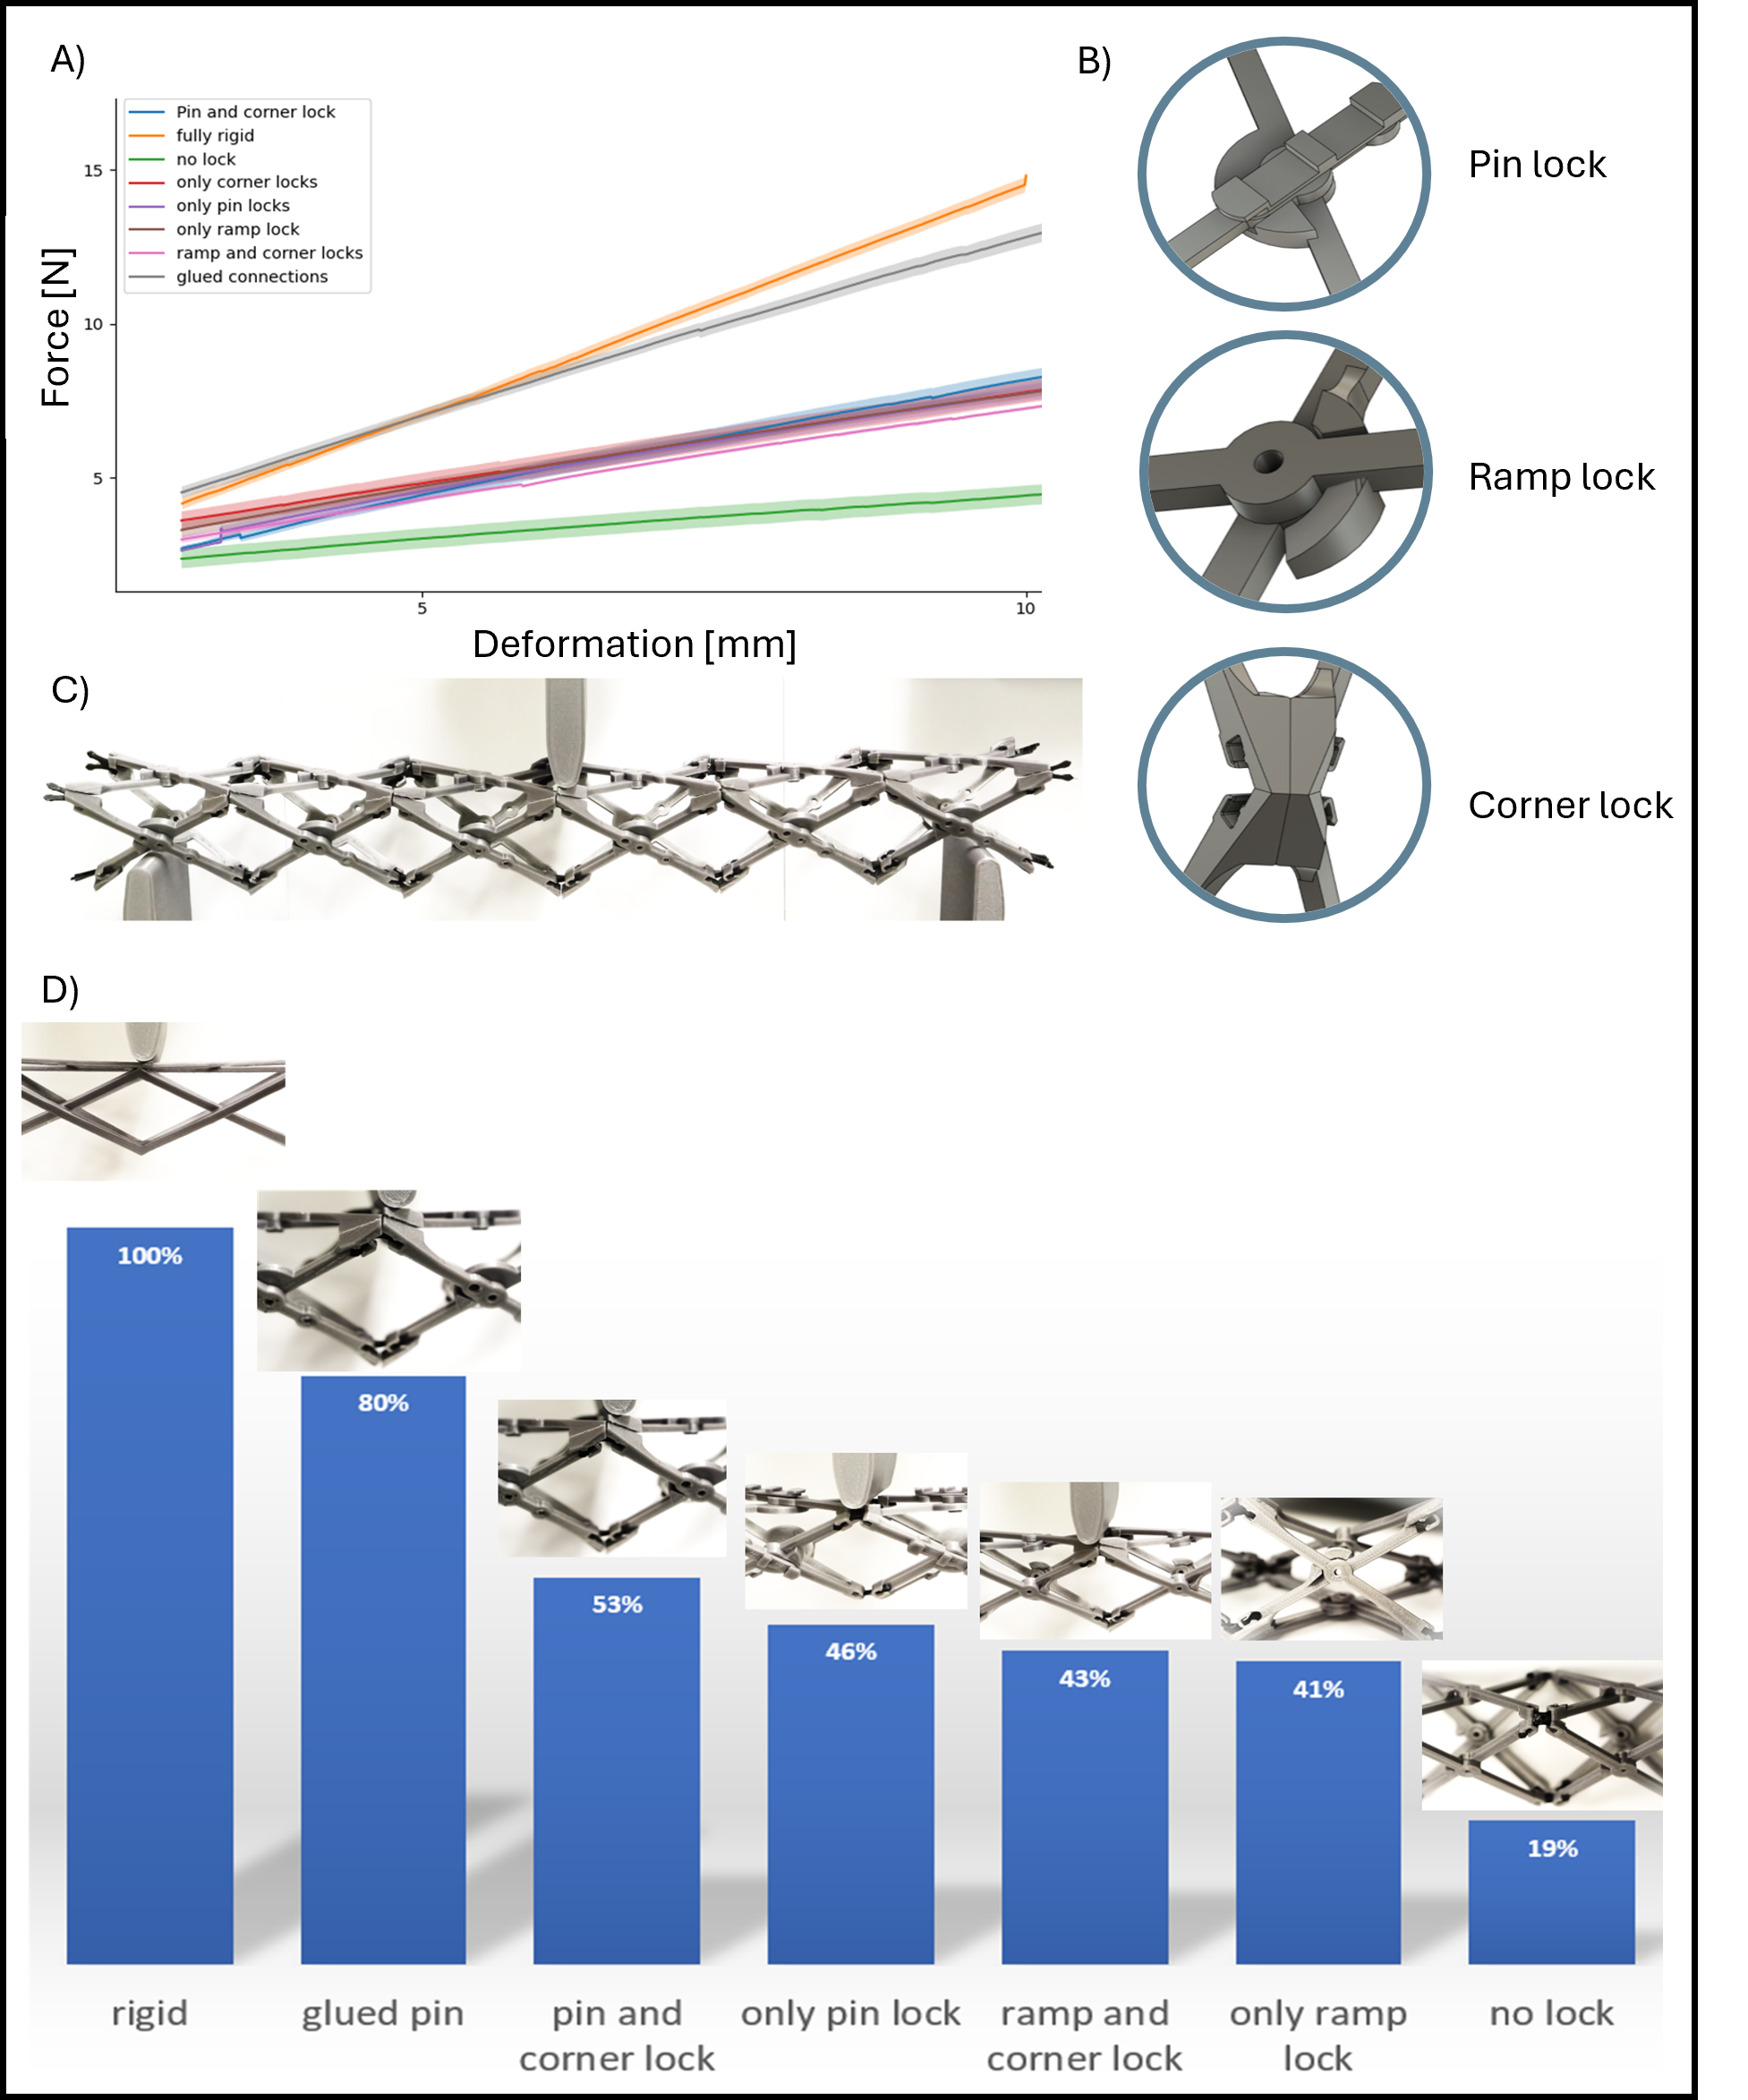 A)
Pin and corner lock
fully rigid
no lock
only corner locks
only pin locks
only ramp lock
ramp and corner locks
glued connections
15
10
5
Force [N]
5
10
Deformation [mm]
B)
Pin lock
Ramp lock
Corner lock
C)
D)
100%
80%
53%
46%
43%
41%
19%
rigid
glued pin
pin and
corner lock
only pin lock
ramp and
corner lock
only ramp
lock
no lock